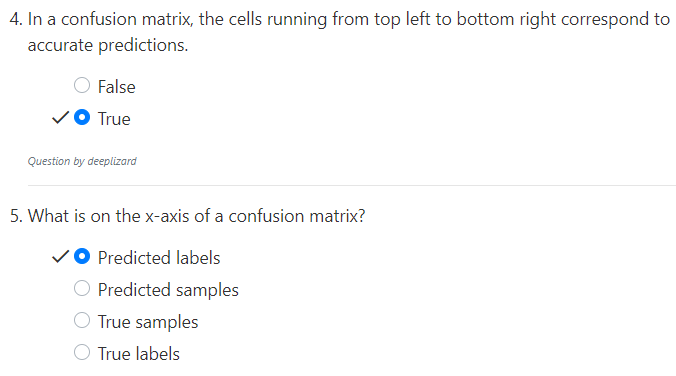 4. In a confusion matrix, the cells running from top left to bottom right correspond to
accurate predictions.
False
True
Question by deeplizard
5. What is on the x-axis of a confusion matrix?
Predicted labels
Predicted samples
True samples
True labels